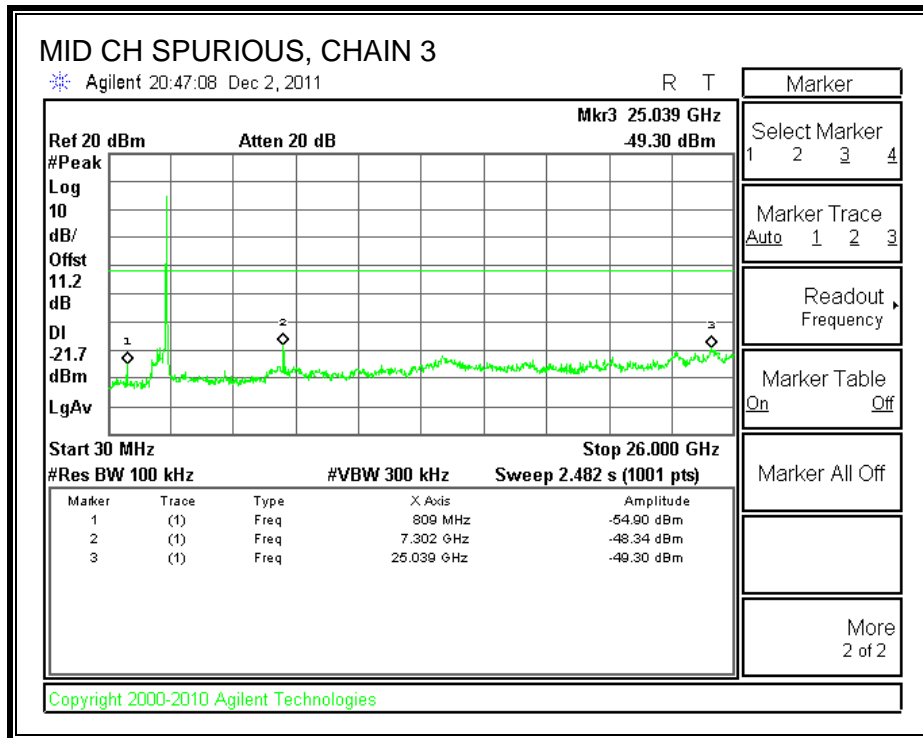 MID CH SPURIOUS, CHAIN 3
Agilent 20:47:08 Dec 2, 2011 R T
Mkr3 25.039 GHz
Ref 20 dBm Atten 20 dB -49.30 dBm
#Peak
Log
10
dB/
Offst
11.2
dB
DI
-21.7
dBm
LgAv
1
2
3
Start 30 MHz Stop 26.000 GHz
#Res BW 100 kHz #VBW 300 kHz Sweep 2.482 s (1001 pts)
Marker Trace Type X Axis Amplitude
1 (1) Freq 809 MHz -54.90 dBm
2 (1) Freq 7.302 GHz -48.34 dBm
3 (1) Freq 25.039 GHz -49.30 dBm
Marker
Select Marker
1 2 3 4
Marker Trace
Auto 1 2 3
Readout
Frequency
Marker Table
On Off
Marker All Off
More
2 of 2
Copyright 2000-2010 Agilent Technologies